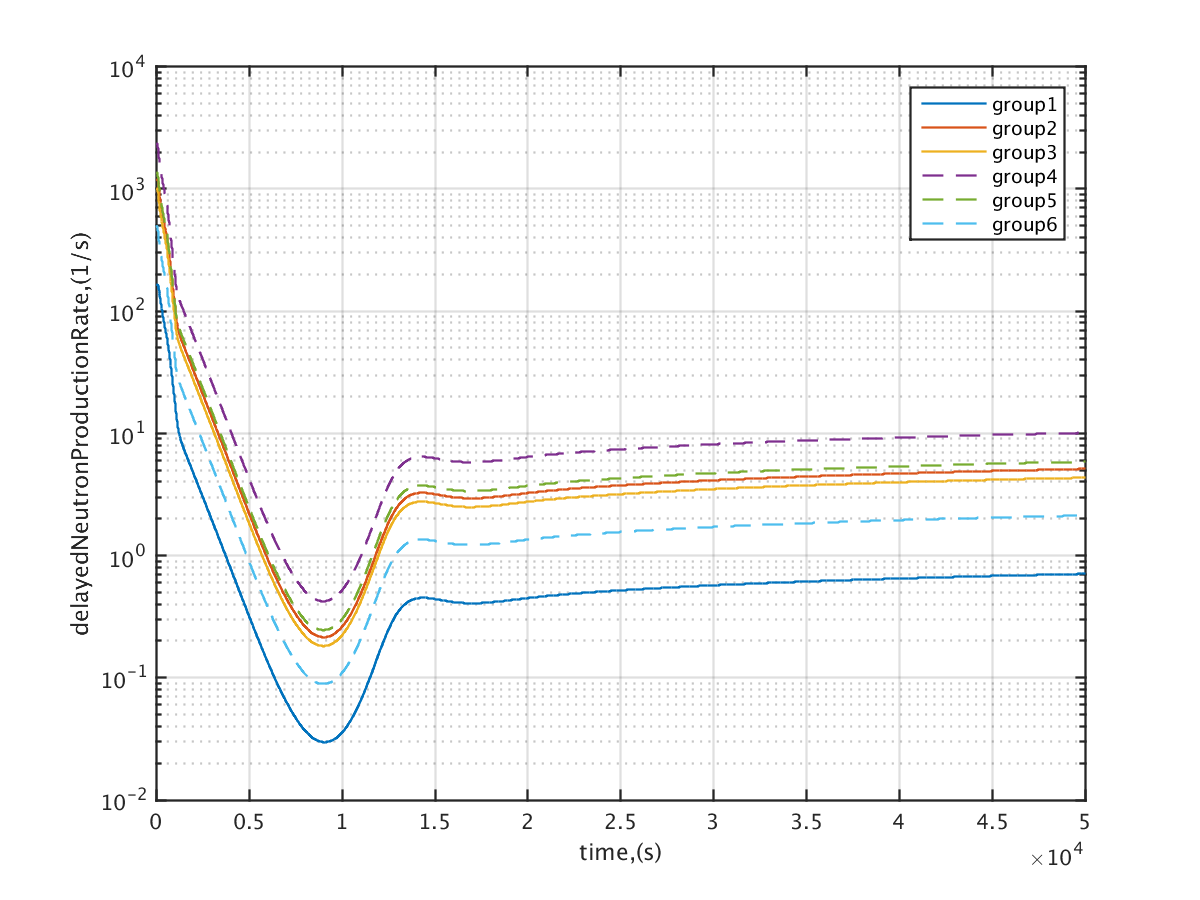 10^4
10^3
10^2
10^1
10^0
10^-1
10^-2
delayedNeutronProductionRate,(1/s)
group1
group2
group3
group4
group5
group6
0 0.5 1 1.5 2 2.5 3 3.5 4 4.5 5
time,(s)
×10^4